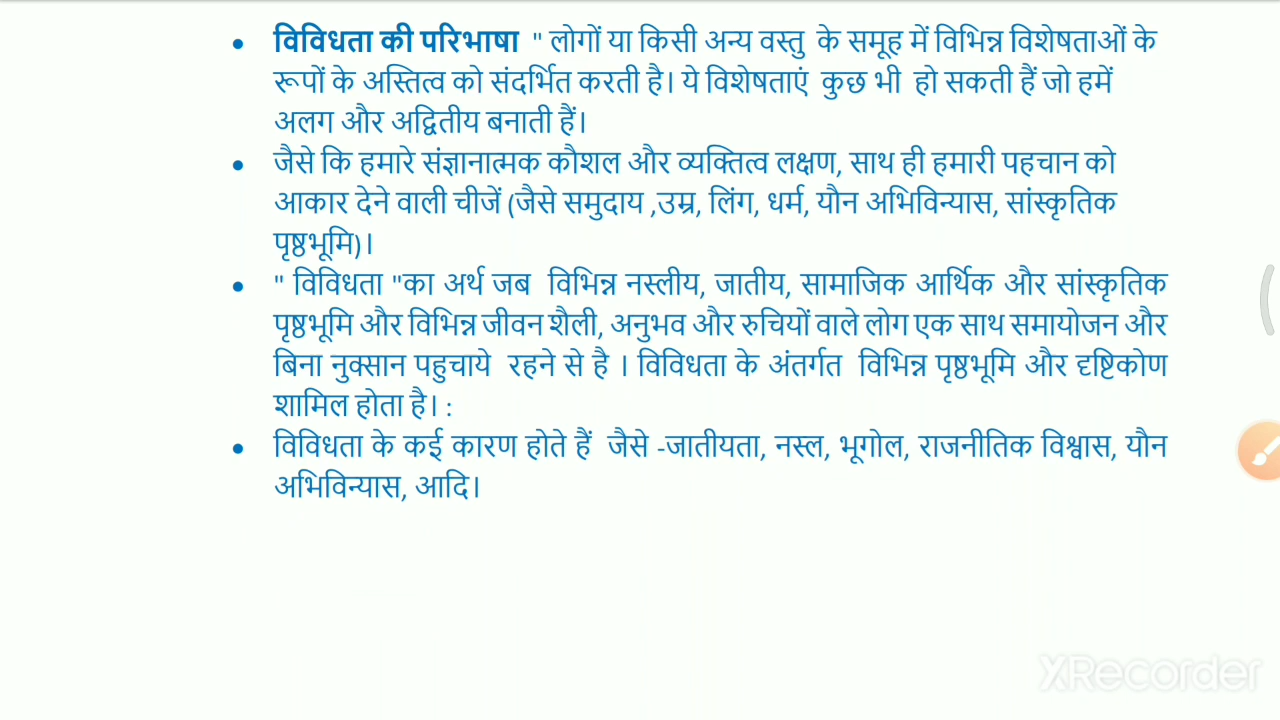 • विविधता की परिभाषा " लोगों या किसी अन्य वस्तु के समूह में विभिन्न विशेषताओं के
रूपों के अस्तित्व को संदर्भित करती है। ये विशेषताएं कुछ भी हो सकती हैं जो हमें
अलग और अद्वितीय बनाती हैं।
• जैसे कि हमारे संज्ञानात्मक कौशल और व्यक्तित्व लक्षण, साथ ही हमारी पहचान को
आकार देने वाली चीजें (जैसे समुदाय ,उम्र, लिंग, धर्म, यौन अभिविन्यास, सांस्कृतिक
पृष्ठभूमि)।
• " विविधता "का अर्थ जब विभिन्न नस्लीय, जातीय, सामाजिक आर्थिक और सांस्कृतिक
पृष्ठभूमि और विभिन्न जीवन शैली, अनुभव और रुचियों वाले लोग एक साथ समायोजन और
बिना नुक्सान पहुचाये रहने से है । विविधता के अंतर्गत विभिन्न पृष्ठभूमि और दृष्टिकोण
शामिल होता है। :
• विविधता के कई कारण होते हैं जैसे -जातीयता, नस्ल, भूगोल, राजनीतिक विश्वास, यौन
अभिविन्यास, आदि।
XRecorder